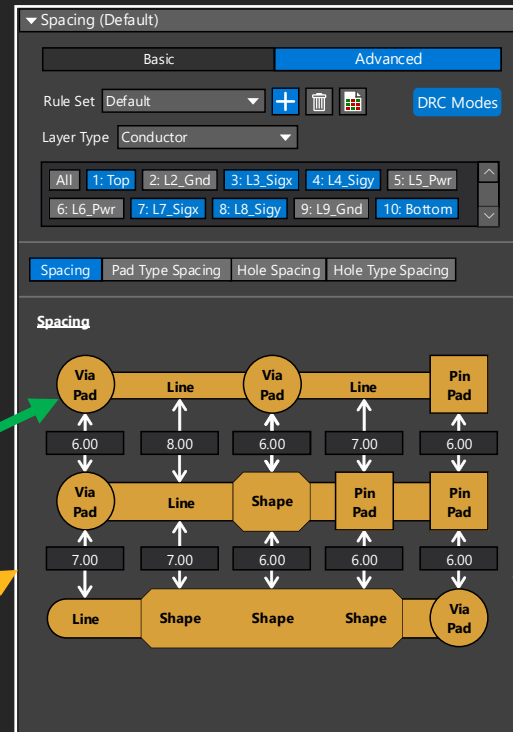 Spacing (Default)
Basic Advanced
Rule Set Default DRC Modes
Layer Type Conductor
All 1: Top 2: L2_Gnd 3: L3_Sigx 4: L4_Sigy 5: L5_Pwr
6: L6_Pwr 7: L7_Sigx 8: L8_Sigy 9: L9_Gnd 10: Bottom
Spacing Pad Type Spacing Hole Spacing Hole Type Spacing
Spacing
Via Pad Line Via Pad Line Pin Pad
6.00 8.00 6.00 7.00 6.00
Via Pad Line Shape Pin Pad Pin Pad
7.00 7.00 6.00 6.00 6.00
Line Shape Shape Shape Via Pad